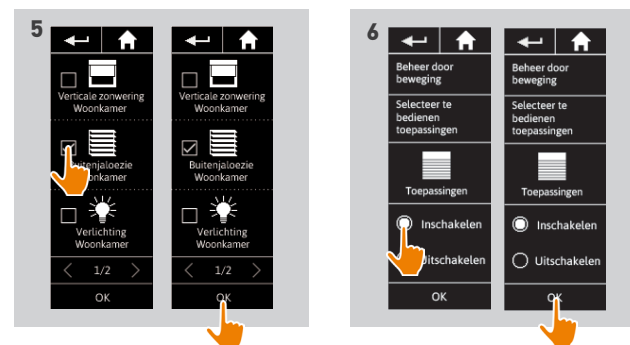 5
Verticale zonwering
Woonkamer
Buitenjaloezie
Woonkamer
Verlichting
Woonkamer
< 1/2 >
OK
Verticale zonwering
Woonkamer
Buitenjaloezie
Woonkamer
Verlichting
Woonkamer
< 1/2 >
OK
6
Beheer door
beweging
Selecteer te
bedienen
toepassingen
Toepassingen
Inschakelen
Uitschakelen
OK
Beheer door
beweging
Selecteer te
bedienen
toepassingen
Toepassingen
Inschakelen
Uitschakelen
OK